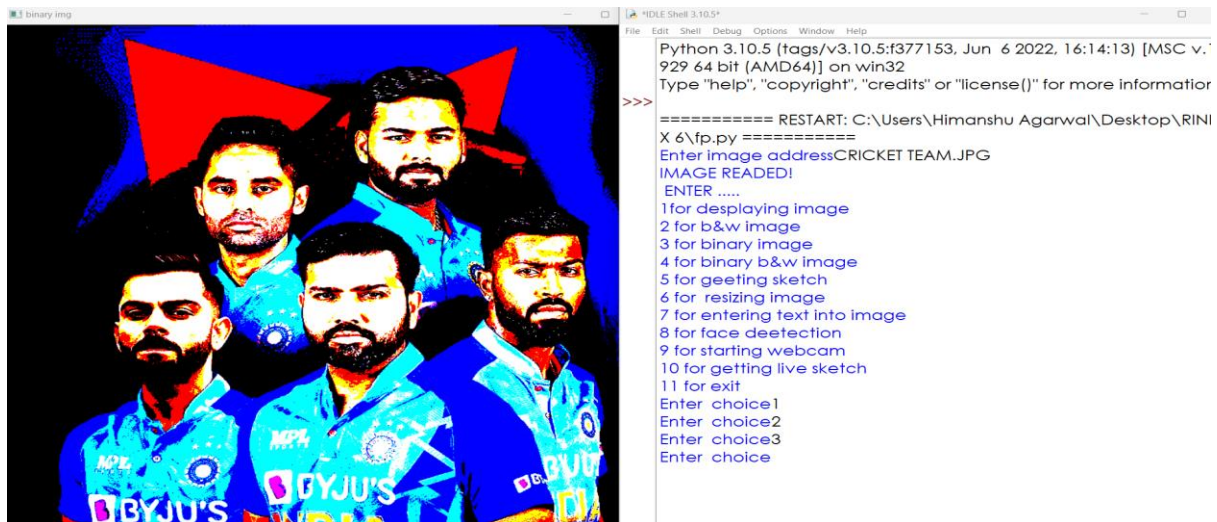 binary img
MPL
MPL
BYJU'S
BYJU'S
*IDLE Shell 3.10.5*
File Edit Shell Debug Options Window Help
Python 3.10.5 (tags/v3.10.5:f377153, Jun 6 2022, 16:14:13) [MSC v.1
929 64 bit (AMD64)] on win32
Type "help", "copyright", "credits" or "license()" for more information
>>>
=========== RESTART: C:\Users\Himanshu Agarwal\Desktop\RIN
X 6\fp.py ===========
Enter image addressCRICKET TEAM.JPG
IMAGE READED!
ENTER .....
1for desplaying image
2 for b&w image
3 for binary image
4 for binary b&w image
5 for geeting sketch
6 for resizing image
7 for entering text into image
8 for face deetection
9 for starting webcam
10 for getting live sketch
11 for exit
Enter choice1
Enter choice2
Enter choice3
Enter choice